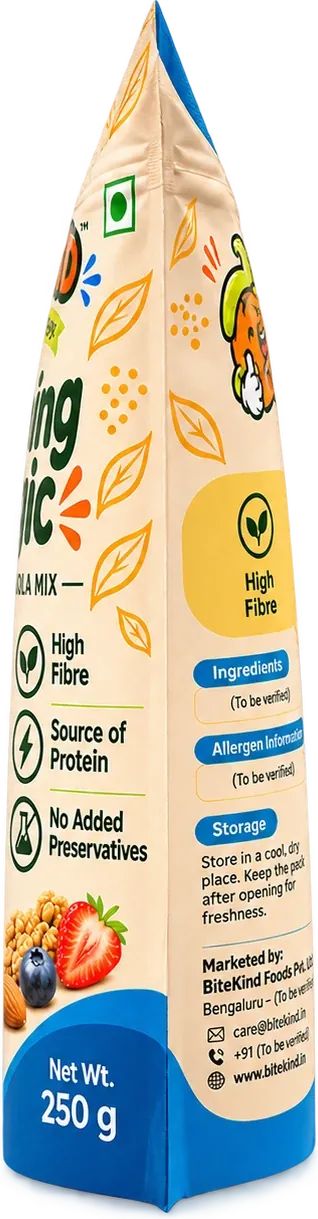 TM
ing
gic
OLA MIX
High
Fibre
Source of
Protein
No Added
Preservatives
Net Wt.
250 g
High
Fibre
Ingredients
(To be verified)
Allergen Information
(To be verified)
Storage
Store in a cool, dry
place. Keep the pack
after opening for
freshness.
Marketed by:
BiteKind Foods Pvt. Ltd
Bengaluru – (To be verified
care@bitekind.in
+91 (To be verified)
www.bitekind.in